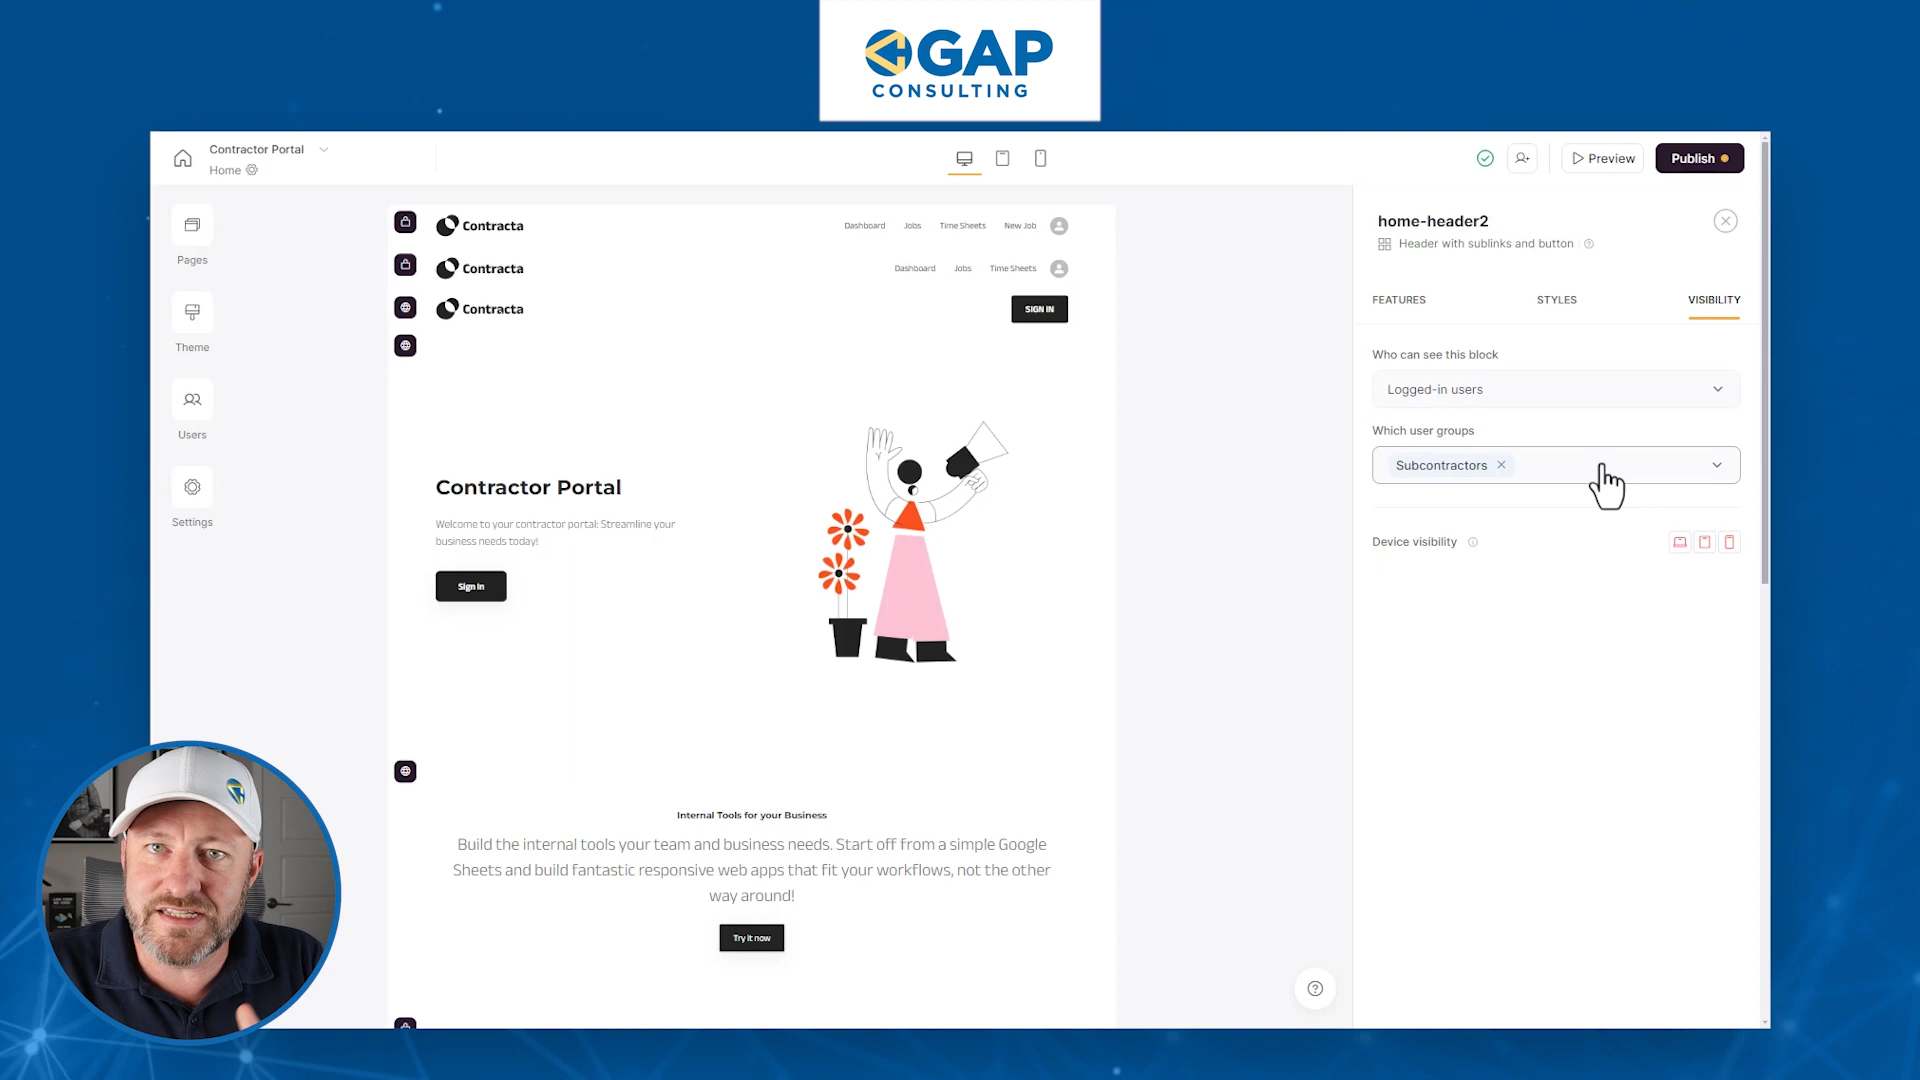 GAP
CONSULTING
Contractor Portal
Home
Preview
Publish
Pages
Theme
Users
Settings
Contracta
Dashboard
Jobs
Time Sheets
New Job
Contracta
Dashboard
Jobs
Time Sheets
Contracta
SIGN IN
Contractor Portal
Welcome to your contractor portal: Streamline your
business needs today!
Sign In
Internal Tools for your Business
Build the internal tools your team and business needs. Start off from a simple Google
Sheets and build fantastic responsive web apps that fit your workflows, not the other
way around!
Try it now
home-header2
Header with sublinks and button
FEATURES
STYLES
VISIBILITY
Who can see this block
Logged-in users
Which user groups
Subcontractors
Device visibility